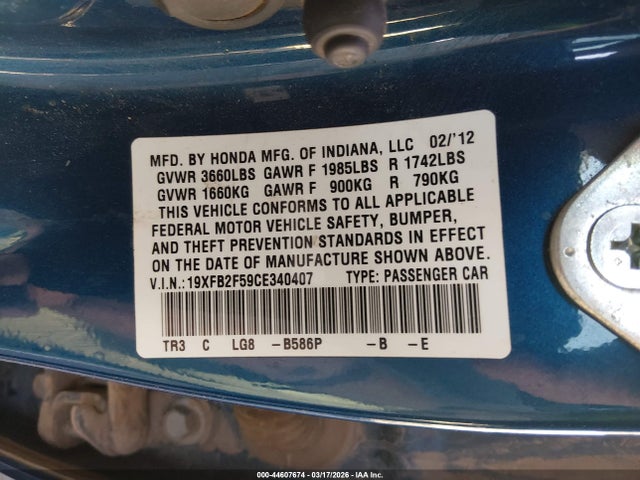 MFD. BY HONDA MFG. OF INDIANA, LLC 02/'12
GVWR 3660LBS GAWR F 1985LBS R 1742LBS
GVWR 1660KG GAWR F 900KG R 790KG
THIS VEHICLE CONFORMS TO ALL APPLICABLE
FEDERAL MOTOR VEHICLE SAFETY, BUMPER,
AND THEFT PREVENTION STANDARDS IN EFFECT
ON THE DATE OF MANUFACTURE SHOWN ABOVE.
V.I.N.:19XFB2F59CE340407 TYPE: PASSENGER CAR
TR3 C LG8 -B586P -B -E
000-44607674 | 03/17/2026 - IAA Inc.